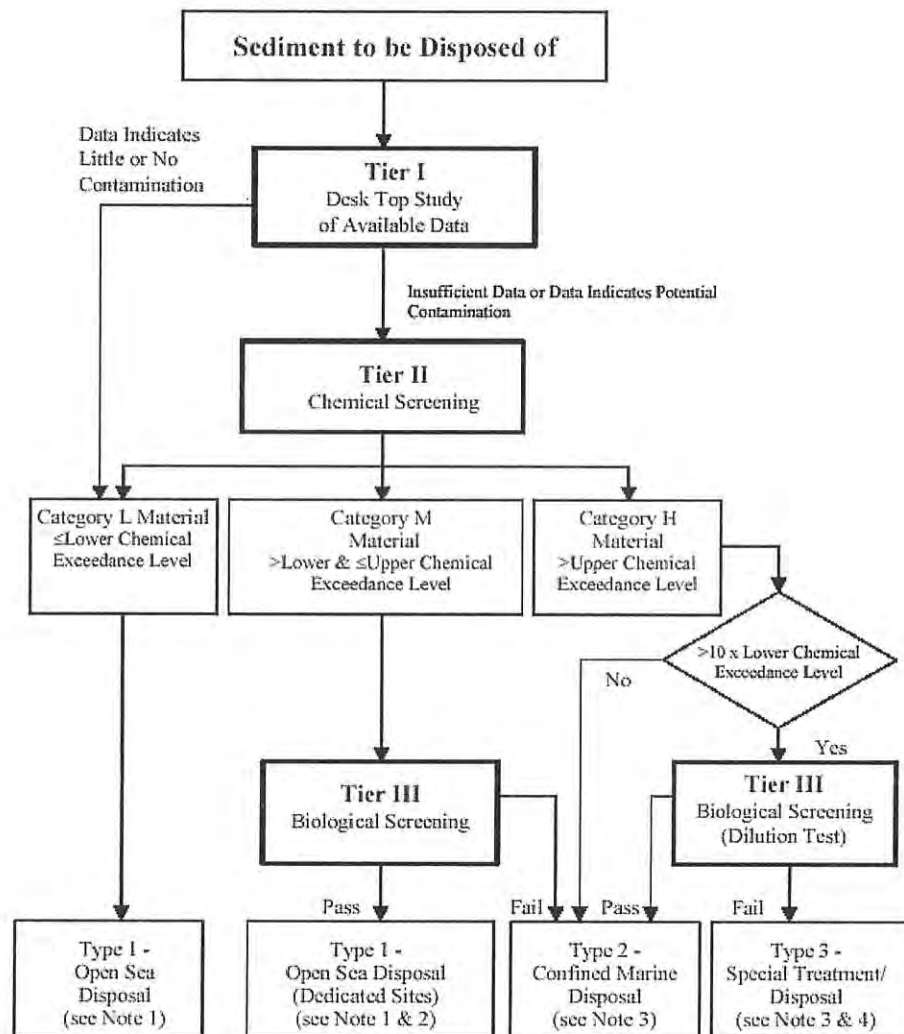 Sediment to be Disposed of
Data Indicates
Little or No
Contamination
Tier I
Desk Top Study
of Available Data
Insufficient Data or Data Indicates Potential
Contamination
Tier II
Chemical Screening
Category L Material
≤Lower Chemical
Exceedance Level
Category M
Material
>Lower & ≤Upper Chemical
Exceedance Level
Category H
Material
>Upper Chemical
Exceedance Level
>10 x Lower Chemical
Exceedance Level
No
Yes
Tier III
Biological Screening
Tier III
Biological Screening
(Dilution Test)
Pass
Fail
Pass
Fail
Type 1 -
Open Sea
Disposal
(see Note 1)
Type 1 -
Open Sea Disposal
(Dedicated Sites)
(see Note 1 & 2)
Type 2 -
Confined Marine
Disposal
(see Note 3)
Type 3 -
Special Treatment/
Disposal
(see Note 3 & 4)